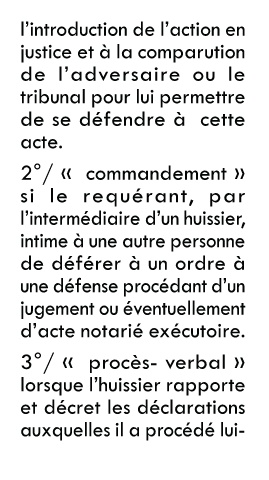 l'introduction de l'action en
justice et à la comparution
de l'adversaire ou le
tribunal pour lui permettre
de se défendre à cette
acte.
2°/ « commandement »
si le requérant, par
l'intermédiaire d'un huissier,
intime à une autre personne
de déférer à un ordre à
une défense procédant d'un
jugement ou éventuellement
d'acte notarié exécutoire.
3°/ « procès- verbal »
lorsque l'huissier rapporte
et décret les déclarations
auxquelles il a procédé lui-